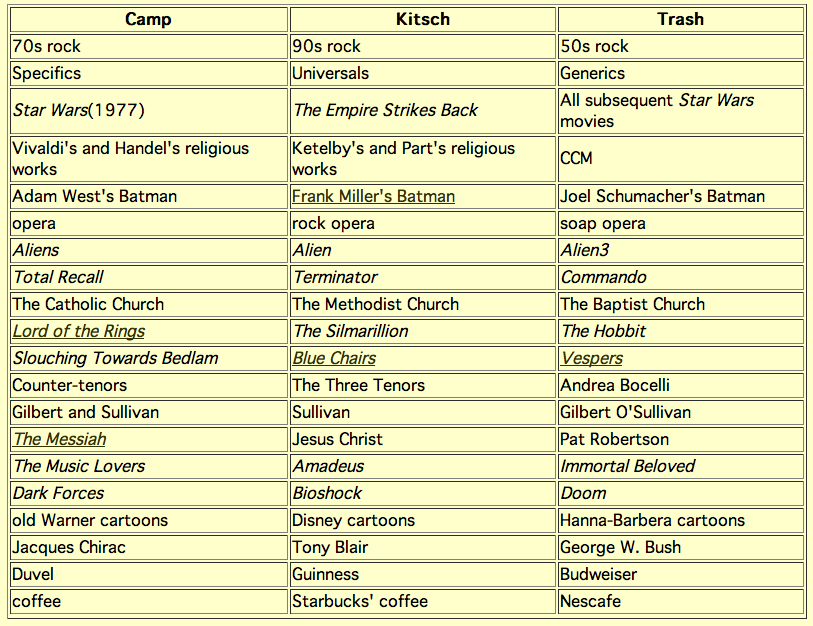 Camp Kitsch Trash
70s rock 90s rock 50s rock
Specifics Universals Generics
Star Wars(1977) The Empire Strikes Back All subsequent Star Wars
movies
Vivaldi's and Handel's religious
works Ketelby's and Part's religious
works CCM
Adam West's Batman Frank Miller's Batman Joel Schumacher's Batman
opera rock opera soap opera
Aliens Alien Alien3
Total Recall Terminator Commando
The Catholic Church The Methodist Church The Baptist Church
Lord of the Rings The Silmarillion The Hobbit
Slouching Towards Bedlam Blue Chairs Vespers
Counter-tenors The Three Tenors Andrea Bocelli
Gilbert and Sullivan Sullivan Gilbert O'Sullivan
The Messiah Jesus Christ Pat Robertson
The Music Lovers Amadeus Immortal Beloved
Dark Forces Bioshock Doom
old Warner cartoons Disney cartoons Hanna-Barbera cartoons
Jacques Chirac Tony Blair George W. Bush
Duvel Guinness Budweiser
coffee Starbucks' coffee Nescafe